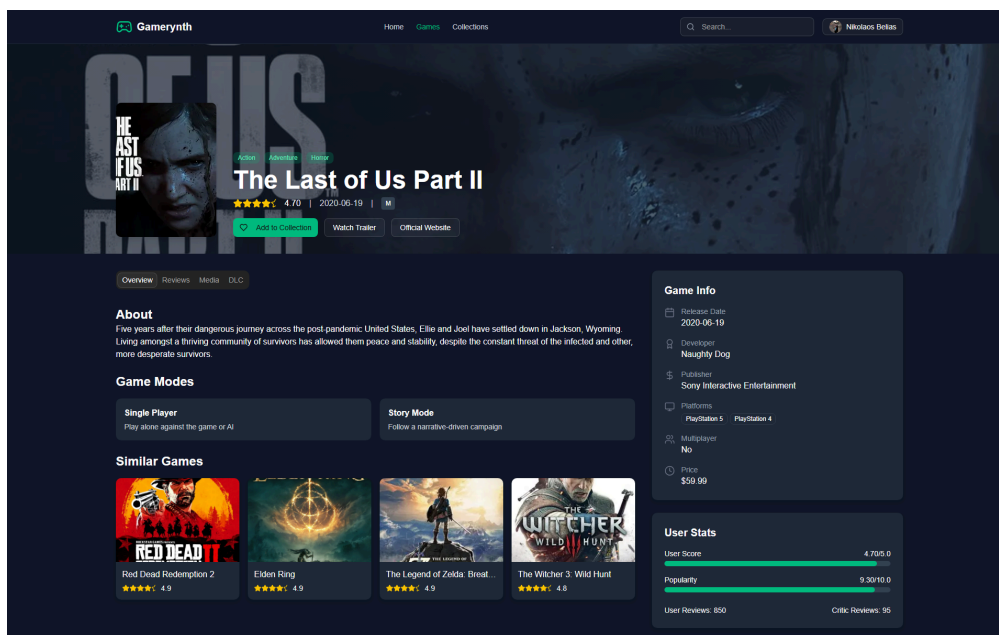 Gamerynth
Home Games Collections
Search...
Nikolaos Belias
OF US
PART II
THE
LAST
OF US
PART II
Action Adventure Horror
The Last of Us Part II
4.70 | 2020-06-19 | M
Add to Collection Watch Trailer Official Website
Overview Reviews Media DLC
About
Five years after their dangerous journey across the post-pandemic United States, Ellie and Joel have settled down in Jackson, Wyoming.
Living amongst a thriving community of survivors has allowed them peace and stability, despite the constant threat of the infected and other,
more desperate survivors.
Game Modes
Single Player
Play alone against the game or AI
Story Mode
Follow a narrative-driven campaign
Similar Games
RED DEAD II
Red Dead Redemption 2
4.9
ELDEN RING
Elden Ring
4.9
THE LEGEND OF
The Legend of Zelda: Breat...
4.9
THE
WITCHER
WILD HUNT
The Witcher 3: Wild Hunt
4.8
Game Info
Release Date
2020-06-19
Developer
Naughty Dog
Publisher
Sony Interactive Entertainment
Platforms
PlayStation 5 PlayStation 4
Multiplayer
No
Price
$59.99
User Stats
User Score 4.70/5.0
Popularity 9.30/10.0
User Reviews: 850 Critic Reviews: 95